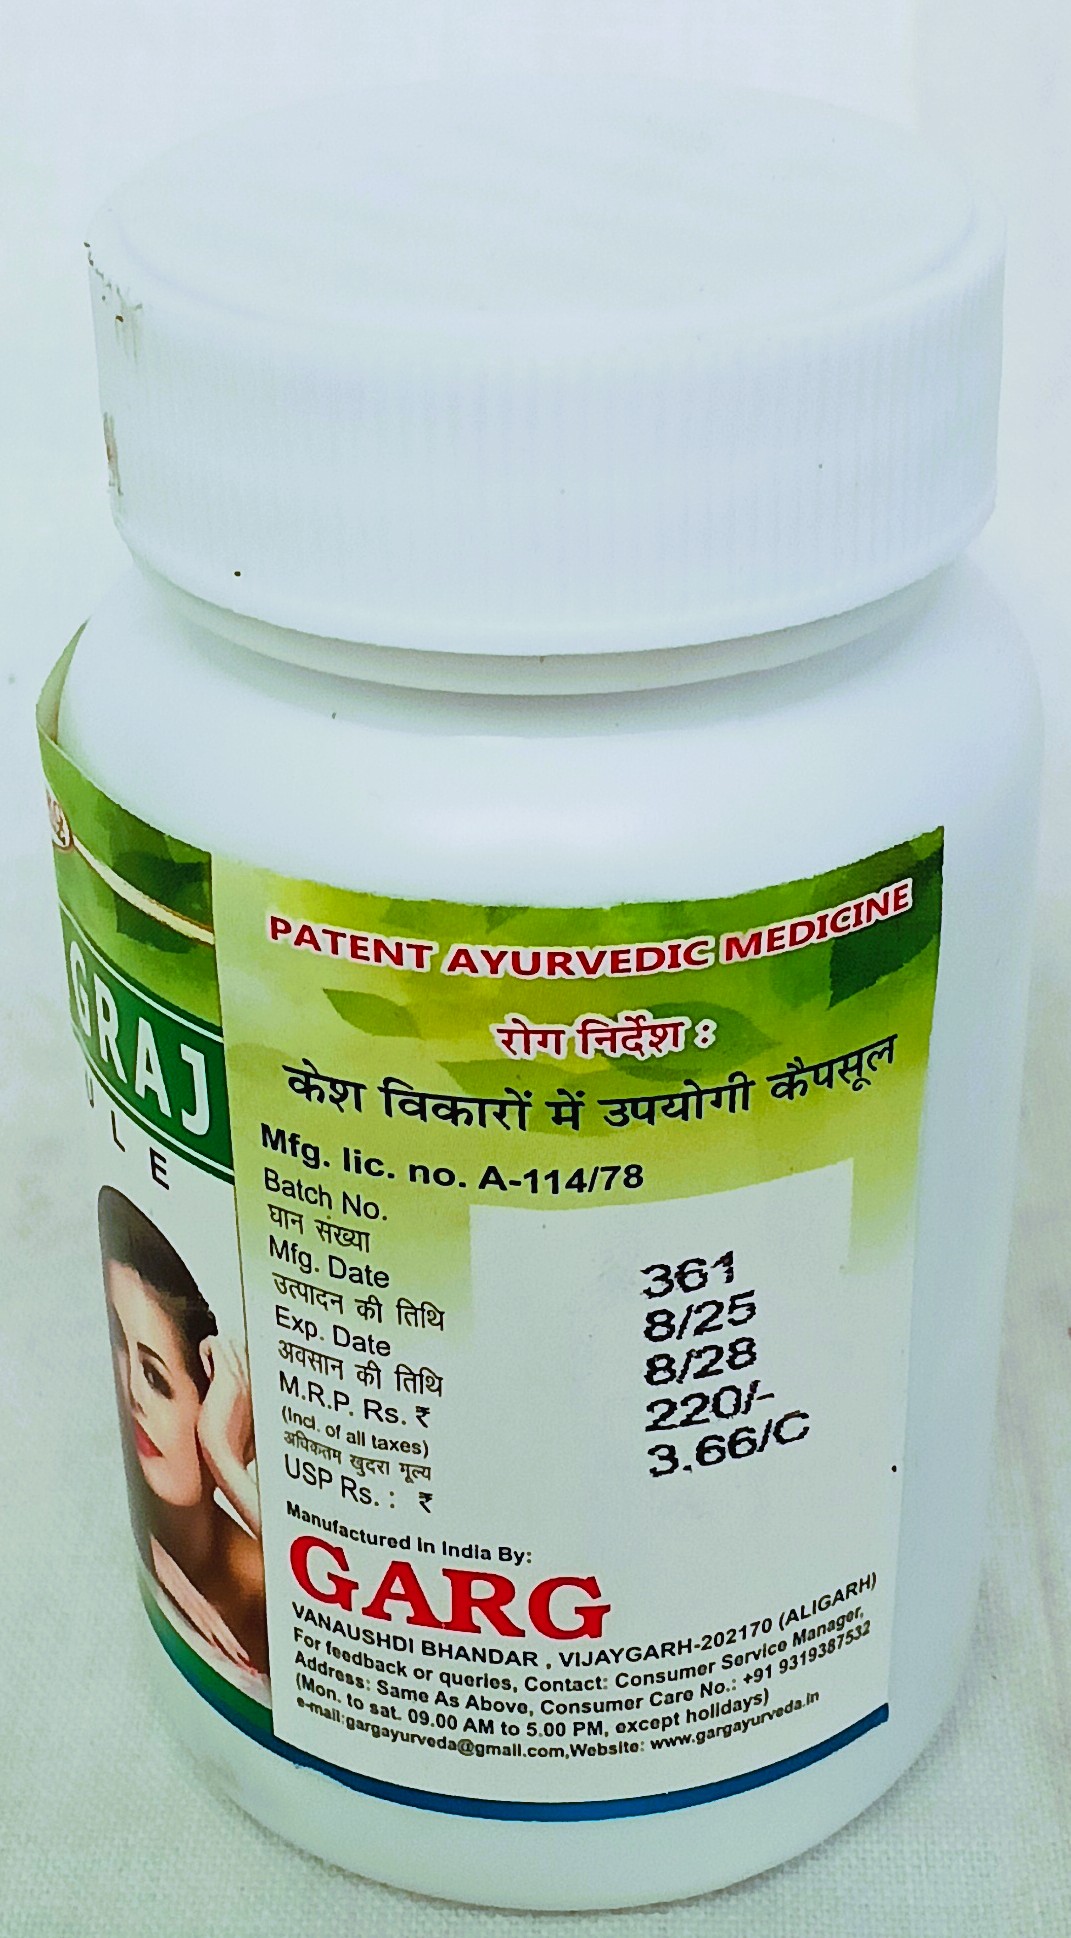 GRAJ
ULE
PATENT AYURVEDIC MEDICINE
रोग निर्देश :
केश विकारों में उपयोगी कैपसूल
Mfg. lic. no. A-114/78
Batch No. 361
घान संख्या
Mfg. Date 8/25
उत्पादन की तिथि
Exp. Date 8/28
अवसान की तिथि
M.R.P. Rs. ₹ 220/-
(Incl. of all taxes)
अधिकतम खुदरा मूल्य
USP Rs. : ₹ 3.66/C
Manufactured In India By:
GARG
VANAUSHDI BHANDAR , VIJAYGARH-202170 (ALIGARH)
For feedback or queries, Contact: Consumer Service Manager,
Address: Same As Above, Consumer Care No.: +91 9319387532
(Mon. to sat. 09.00 AM to 5.00 PM, except holidays)
e-mail:gargayurveda@gmail.com,Website: www.gargayurveda.in